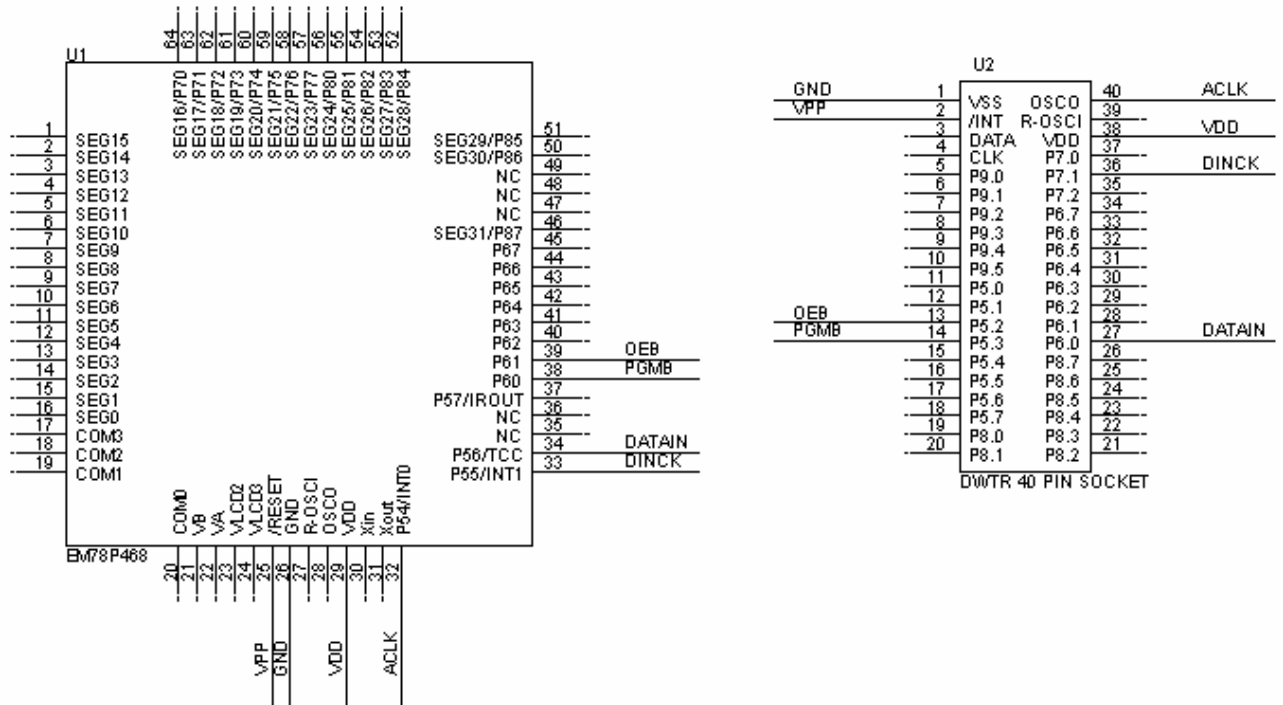 U1
64 63 62 61 60 59 58 57 56 55 54 53 52
SEG16/P70
SEG17/P71
SEG18/P72
SEG19/P73
SEG20/P74
SEG21/P75
SEG22/P76
SEG23/P77
SEG24/P80
SEG25/P81
SEG26/P82
SEG27/P83
SEG28/P84
1 SEG15
2 SEG14
3 SEG13
4 SEG12
5 SEG11
6 SEG10
7 SEG9
8 SEG8
9 SEG7
10 SEG6
11 SEG5
12 SEG4
13 SEG3
14 SEG2
15 SEG1
16 SEG0
17 COM3
18 COM2
19 COM1
SEG29/P85 51
SEG30/P86 50
NC 49
NC 48
NC 47
SEG31/P87 46
P67 45
P66 44
P65 43
P64 42
P63 41
P62 40
P61 39 OEB
P60 38 PGMB
P57/IROUT 37
NC 36
NC 35
P56/TCC 34 DATAIN
P55/INT1 33 DINCK
COM0
VB
VA
VLCD2
VLCD3
/RESET
GND
R-OSCI
OSCO
VDD
Xin
Xout
P54/INT0
EM78P468
20 21 22 23 24 25 26 27 28 29 30 31 32
VPP
GND
VDD
ACLK
U2
GND 1 VSS OSCO 40 ACLK
VPP 2 /INT R-OSCI 39
3 DATA VDD 38 VDD
4 CLK P7.0 37
5 P9.0 P7.1 36 DINCK
6 P9.1 P7.2 35
7 P9.2 P6.7 34
8 P9.3 P6.6 33
9 P9.4 P6.5 32
10 P9.5 P6.4 31
11 P5.0 P6.3 30
12 P5.1 P6.2 29
OEB 13 P5.2 P6.1 28
PGMB 14 P5.3 P6.0 27 DATAIN
15 P5.4 P8.7 26
16 P5.5 P8.6 25
17 P5.6 P8.5 24
18 P5.7 P8.4 23
19 P8.0 P8.3 22
20 P8.1 P8.2 21
DWTR 40 PIN SOCKET